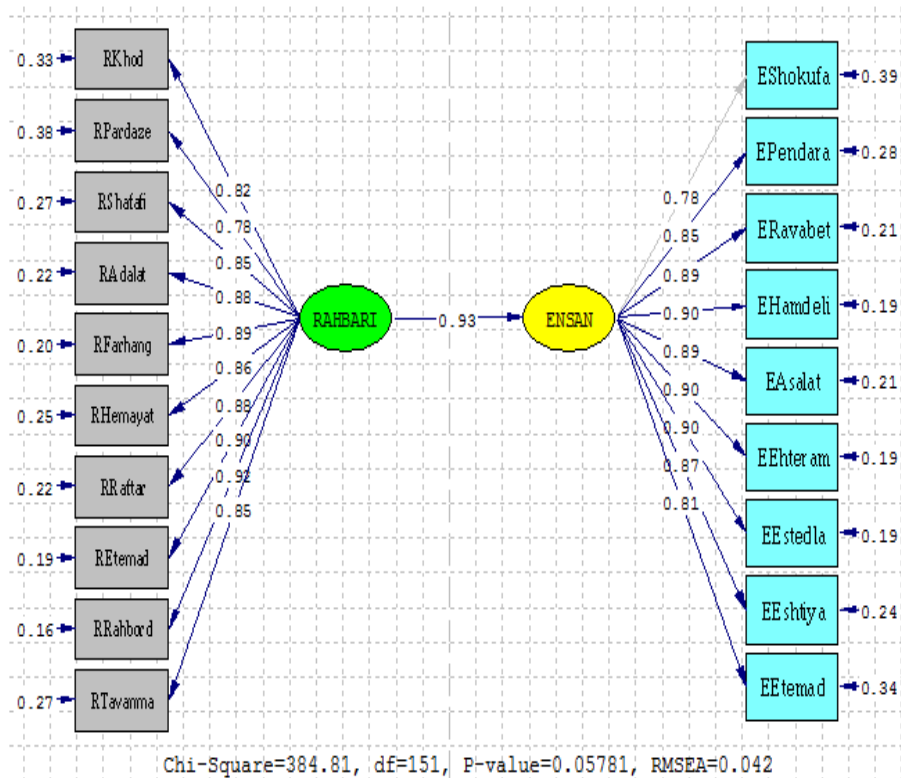 0.33 RKhod
0.38 RPardaze
0.27 RShafafi
0.22 RAdalat
0.20 RFarhang
0.25 RHemayat
0.22 RRaftar
0.19 REtemad
0.16 RRahbord
0.27 RTavanma
0.82
0.78
0.85
0.88
0.89
0.86
0.88
0.90
0.92
0.85
RAHBARI 0.93 ENSAN
0.78
0.85
0.89
0.90
0.89
0.90
0.90
0.87
0.81
EShokufa 0.39
EPendara 0.28
ERavabet 0.21
EHamdeli 0.19
EAsalat 0.21
EEhteram 0.19
EEstedla 0.19
EEshtiya 0.24
EEtemad 0.34
Chi-Square=384.81, df=151, P-value=0.05781, RMSEA=0.042